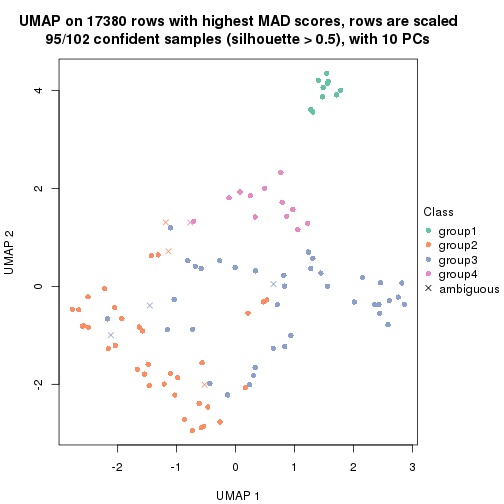 UMAP on 17380 rows with highest MAD scores, rows are scaled
95/102 confident samples (silhouette > 0.5), with 10 PCs
4
2
0
-2
UMAP 2
-2
-1
0
1
2
3
UMAP 1
Class
group1
group2
group3
group4
ambiguous